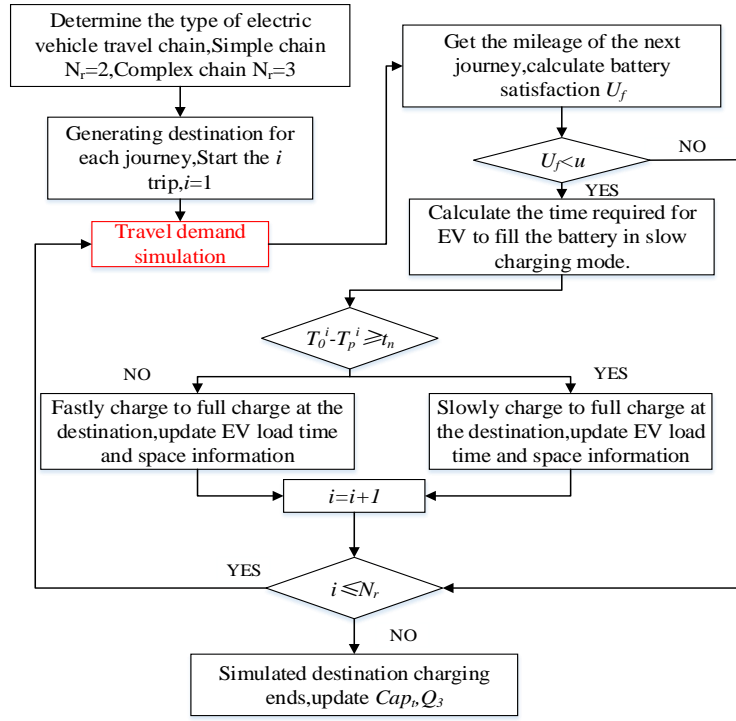 Determine the type of electric
vehicle travel chain,Simple chain
Nr=2,Complex chain Nr=3
Generating destination for
each journey,Start the i
trip,i=1
Travel demand
simulation
Get the mileage of the next
journey,calculate battery
satisfaction Uf
Uf<u
NO
YES
Calculate the time required for
EV to fill the battery in slow
charging mode.
T0^i-Tp^i⩾tn
NO
YES
Fastly charge to full charge at the
destination,update EV load time
and space information
Slowly charge to full charge at
the destination,update EV load
time and space information
i=i+1
YES
i⩽Nr
NO
Simulated destination charging
ends,update Capt,Q3